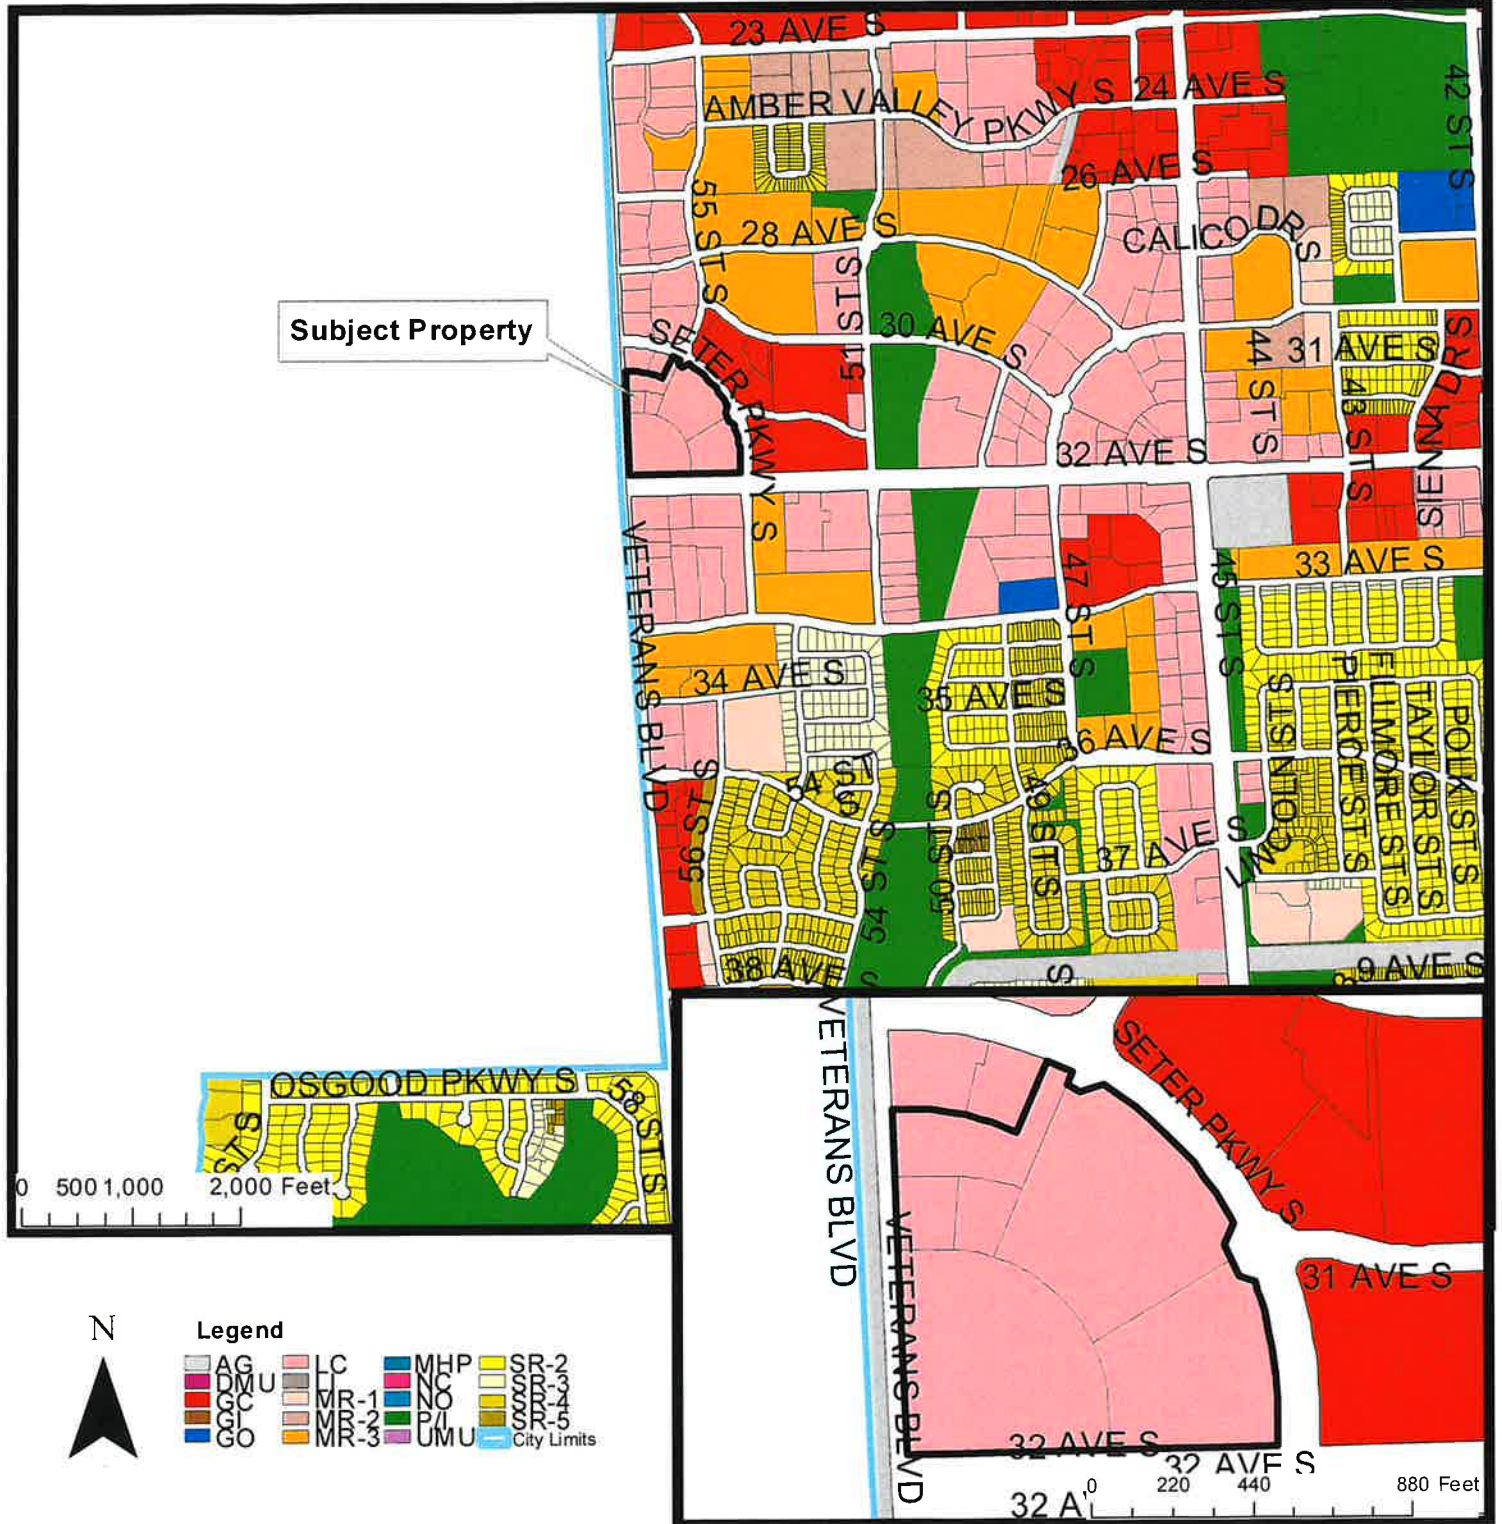 23 AVE S
AMBER VALLEY PKWY S
24 AVE S
42 ST S
26 AVE S
55 ST S
28 AVE S
CALICO DR S
51 ST S
Subject Property
SETER PKWY S
30 AVE S
44 ST S
31 AVE S
43 ST S
SIENNA DR S
32 AVE S
VETERANS BLVD
47 ST S
45 ST S
33 AVE S
34 AVE S
35 AVE S
36 AVE S
COLLINS ST S
PIERCE ST S
FILLMORE ST S
TAYLOR ST S
POLK ST S
56 ST S
54 ST S
54 ST S
50 ST S
49 ST S
37 AVE S
38 AVE S
S
9 AVE S
OSGOOD PKWY S
58 ST S
ST S
0 500 1,000 2,000 Feet
VETERANS BLVD
SETER PKWY S
31 AVE S
VETERANS BLVD
32 AVE S
32 AVE S
32 A
0 220 440 880 Feet
N
Legend
AG LC MHP SR-2
DMU LI NC SR-3
GC MR-1 NO SR-4
GI MR-2 P/I SR-5
GO MR-3 UMU City Limits